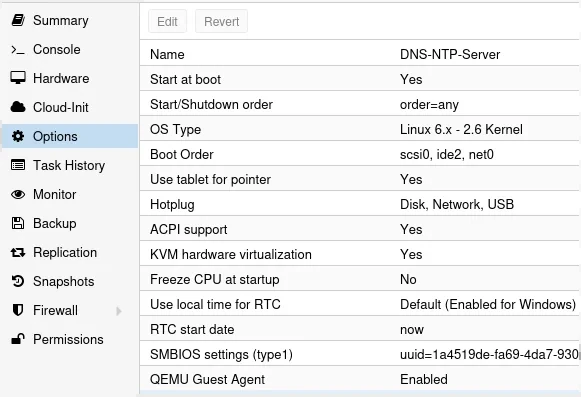 Summary
Console
Hardware
Cloud-Init
Options
Task History
Monitor
Backup
Replication
Snapshots
Firewall
Permissions
Edit Revert
Name DNS-NTP-Server
Start at boot Yes
Start/Shutdown order order=any
OS Type Linux 6.x - 2.6 Kernel
Boot Order scsi0, ide2, net0
Use tablet for pointer Yes
Hotplug Disk, Network, USB
ACPI support Yes
KVM hardware virtualization Yes
Freeze CPU at startup No
Use local time for RTC Default (Enabled for Windows)
RTC start date now
SMBIOS settings (type1) uuid=1a4519de-fa69-4da7-930
QEMU Guest Agent Enabled